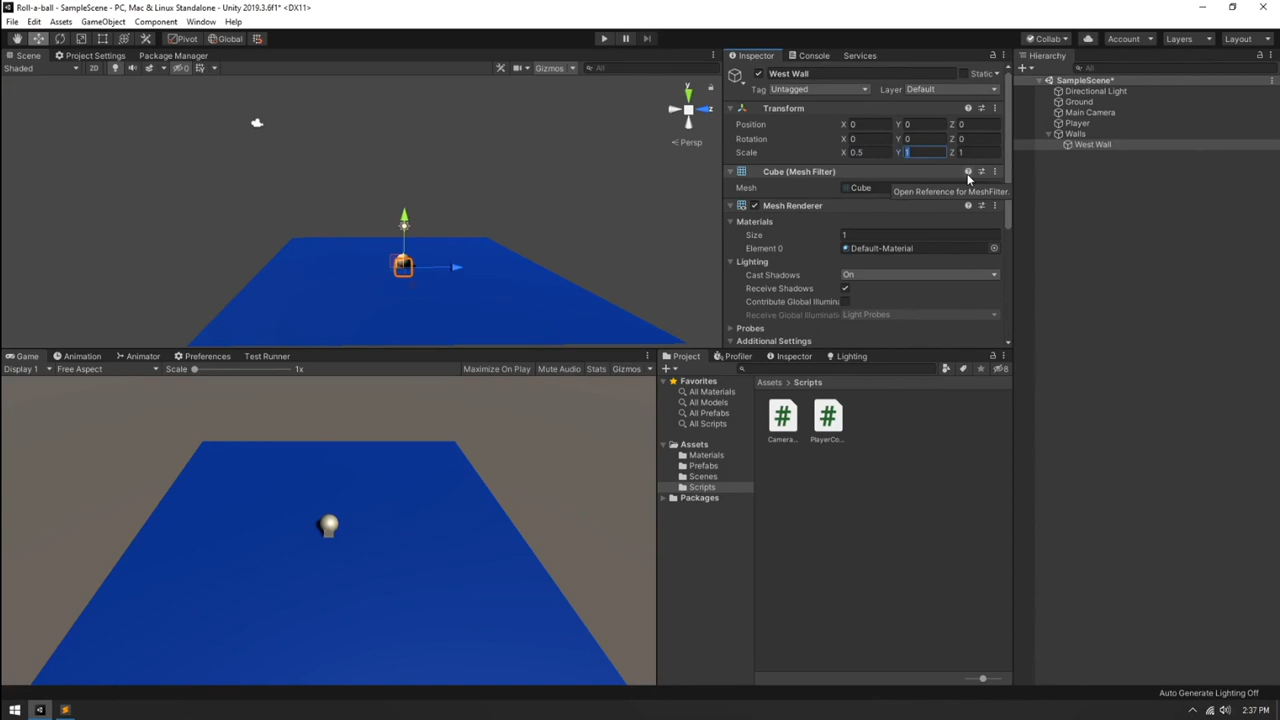 Roll-a-ball - SampleScene - PC, Mac & Linux Standalone - Unity 2019.3.6f1* <DX11>
File Edit Assets GameObject Component Window Help
Pivot Global Collab Account Layers Layout
Scene Project Settings Package Manager
Shaded 2D 0 Gizmos All
y
z
Persp
Inspector Console Services
West Wall Static
Tag Untagged Layer Default
Transform
Position X 0 Y 0 Z 0
Rotation X 0 Y 0 Z 0
Scale X 0.5 Y 1 Z 1
Cube (Mesh Filter)
Mesh Cube
Open Reference for MeshFilter.
Mesh Renderer
Materials
Size 1
Element 0 Default-Material
Lighting
Cast Shadows On
Receive Shadows
Contribute Global Illumina
Receive Global Illuminati Light Probes
Probes
Additional Settings
Hierarchy
All
SampleScene*
Directional Light
Ground
Main Camera
Player
Walls
West Wall
Game Animation Animator Preferences Test Runner
Display 1 Free Aspect Scale 1x Maximize On Play Mute Audio Stats Gizmos
Project Profiler Inspector Lighting
8
Favorites
All Materials
All Models
All Prefabs
All Scripts
Assets
Materials
Prefabs
Scenes
Scripts
Packages
Assets Scripts
# #
Camera... PlayerCo...
Auto Generate Lighting Off
2:37 PM